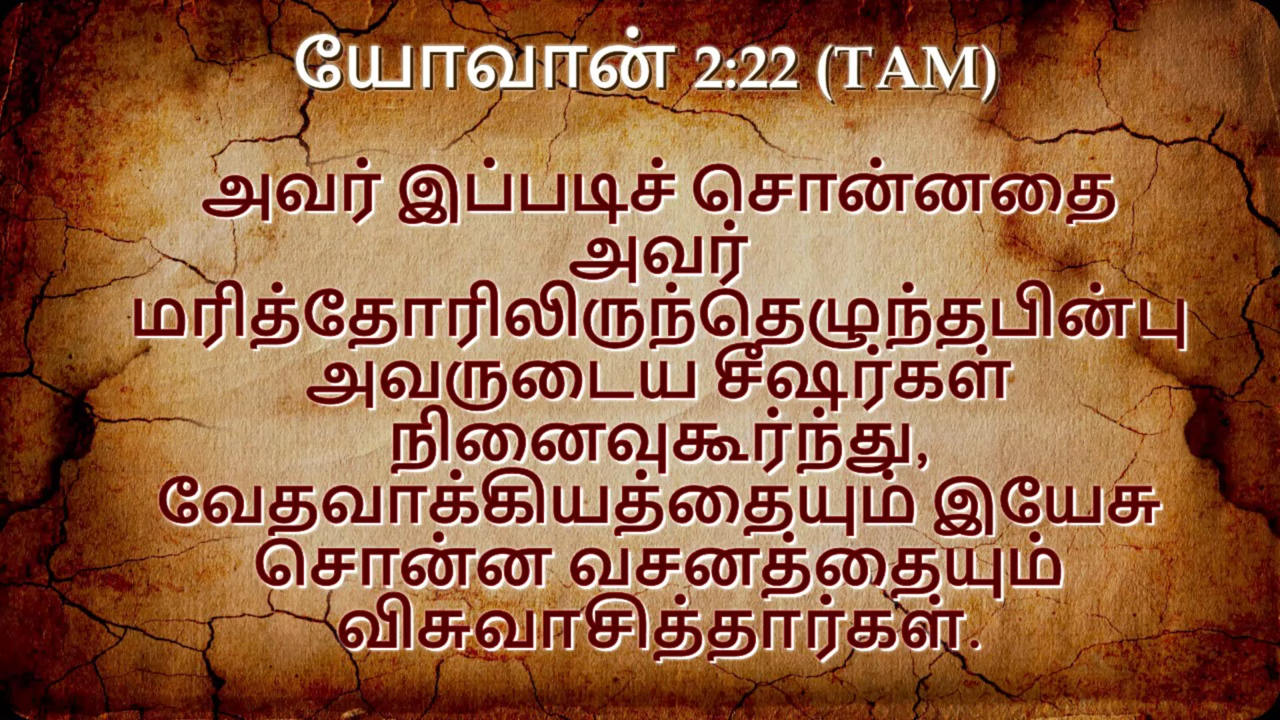 யோவான் 2:22 (TAM)
அவர் இப்படிச் சொன்னதை
அவர்
மரித்தோரிலிருந்தெழுந்தபின்பு
அவருடைய சீஷர்கள்
நினைவுகூர்ந்து,
வேதவாக்கியத்தையும் இயேசு
சொன்ன வசனத்தையும்
விசுவாசித்தார்கள்.